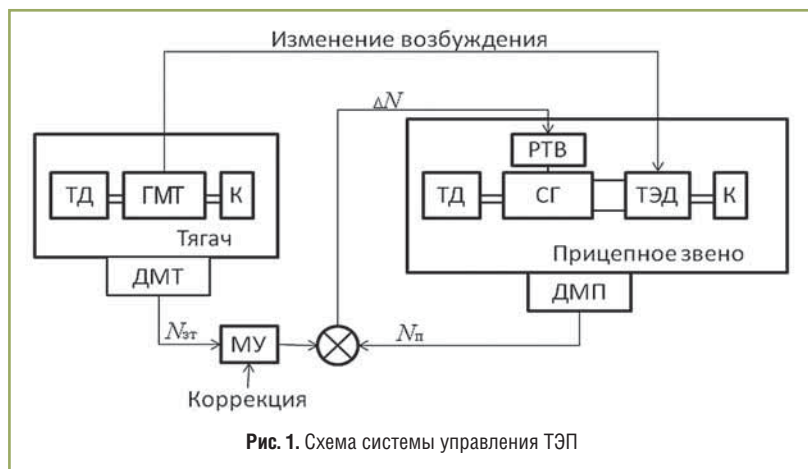 Изменение возбуждения
ΔN
РТВ
ТД ГМТ К
ТД СГ ТЭД К
Тягач
Прицепное звено
ДМТ
ДМП
Nэт
МУ
Nп
Коррекция
Рис. 1. Схема системы управления ТЭП